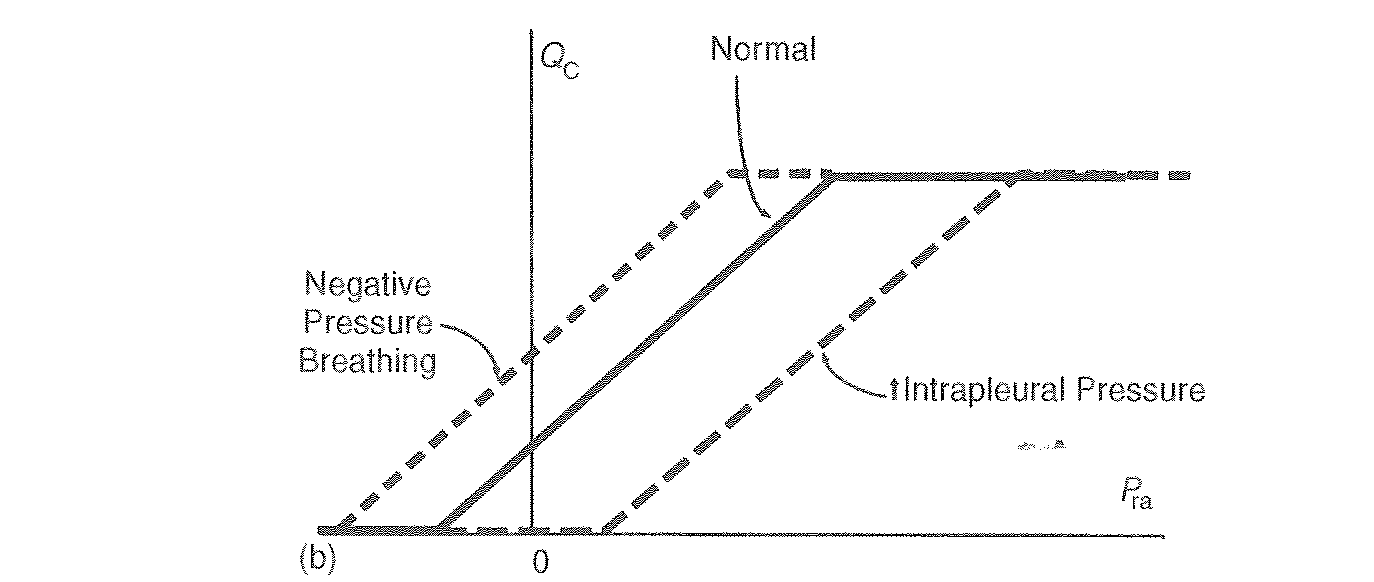 Q_C
Normal
Negative
Pressure
Breathing
↑Intrapleural Pressure
P_ra
(b)
0